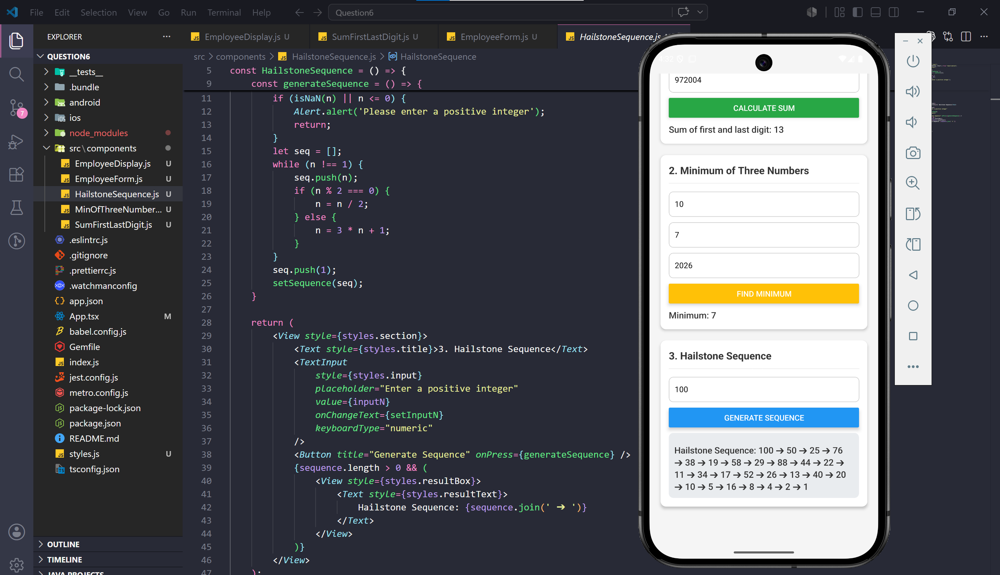 File Edit Selection View Go Run Terminal Help
Question6
EXPLORER
QUESTION6
__tests__
.bundle
android
ios
node_modules
src\components
EmployeeDisplay.js U
EmployeeForm.js U
HailstoneSequence.js U
MinOfThreeNumber... U
SumFirstLastDigit.js U
.eslintrc.js
.gitignore
.prettierrc.js
.watchmanconfig
app.json
App.tsx M
babel.config.js
Gemfile
index.js
jest.config.js
metro.config.js
package-lock.json
package.json
README.md
styles.js U
tsconfig.json
OUTLINE
TIMELINE
JAVA PROJECTS
7
EmployeeDisplay.js U
SumFirstLastDigit.js U
EmployeeForm.js U
HailstoneSequence.js
src > components > HailstoneSequence.js > HailstoneSequence
5 const HailstoneSequence = () => {
9 const generateSequence = () => {
11 if (isNaN(n) || n <= 0) {
12 Alert.alert('Please enter a positive integer');
13 return;
14 }
15 let seq = [];
16 while (n !== 1) {
17 seq.push(n);
18 if (n % 2 === 0) {
19 n = n / 2;
20 } else {
21 n = 3 * n + 1;
22 }
23 }
24 seq.push(1);
25 setSequence(seq);
26 }
27
28 return (
29 <View style={styles.section}>
30 <Text style={styles.title}>3. Hailstone Sequence</Text>
31 <TextInput
32 style={styles.input}
33 placeholder="Enter a positive integer"
34 value={inputN}
35 onChangeText={setInputN}
36 keyboardType="numeric"
37 />
38 <Button title="Generate Sequence" onPress={generateSequence} />
39 {sequence.length > 0 && (
40 <View style={styles.resultBox}>
41 <Text style={styles.resultText}>
42 Hailstone Sequence: {sequence.join(' ➔ ')}
43 </Text>
44 </View>
45 )}
46 </View>
47 );
4:32
972004
CALCULATE SUM
Sum of first and last digit: 13
2. Minimum of Three Numbers
10
7
2026
FIND MINIMUM
Minimum: 7
3. Hailstone Sequence
100
GENERATE SEQUENCE
Hailstone Sequence: 100 ➔ 50 ➔ 25 ➔ 76
➔ 38 ➔ 19 ➔ 58 ➔ 29 ➔ 88 ➔ 44 ➔ 22 ➔
11 ➔ 34 ➔ 17 ➔ 52 ➔ 26 ➔ 13 ➔ 40 ➔ 20
➔ 10 ➔ 5 ➔ 16 ➔ 8 ➔ 4 ➔ 2 ➔ 1